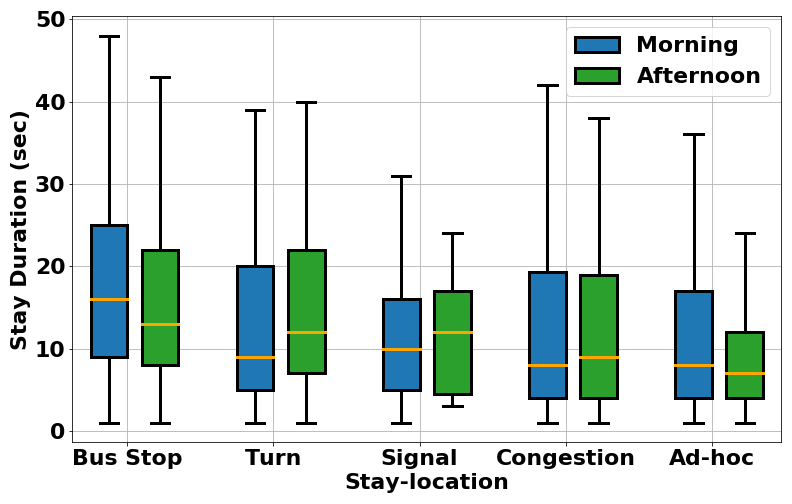 50
40
30
20
10
0
Stay Duration (sec)
Morning
Afternoon
Bus Stop Turn Signal Congestion Ad-hoc
Stay-location